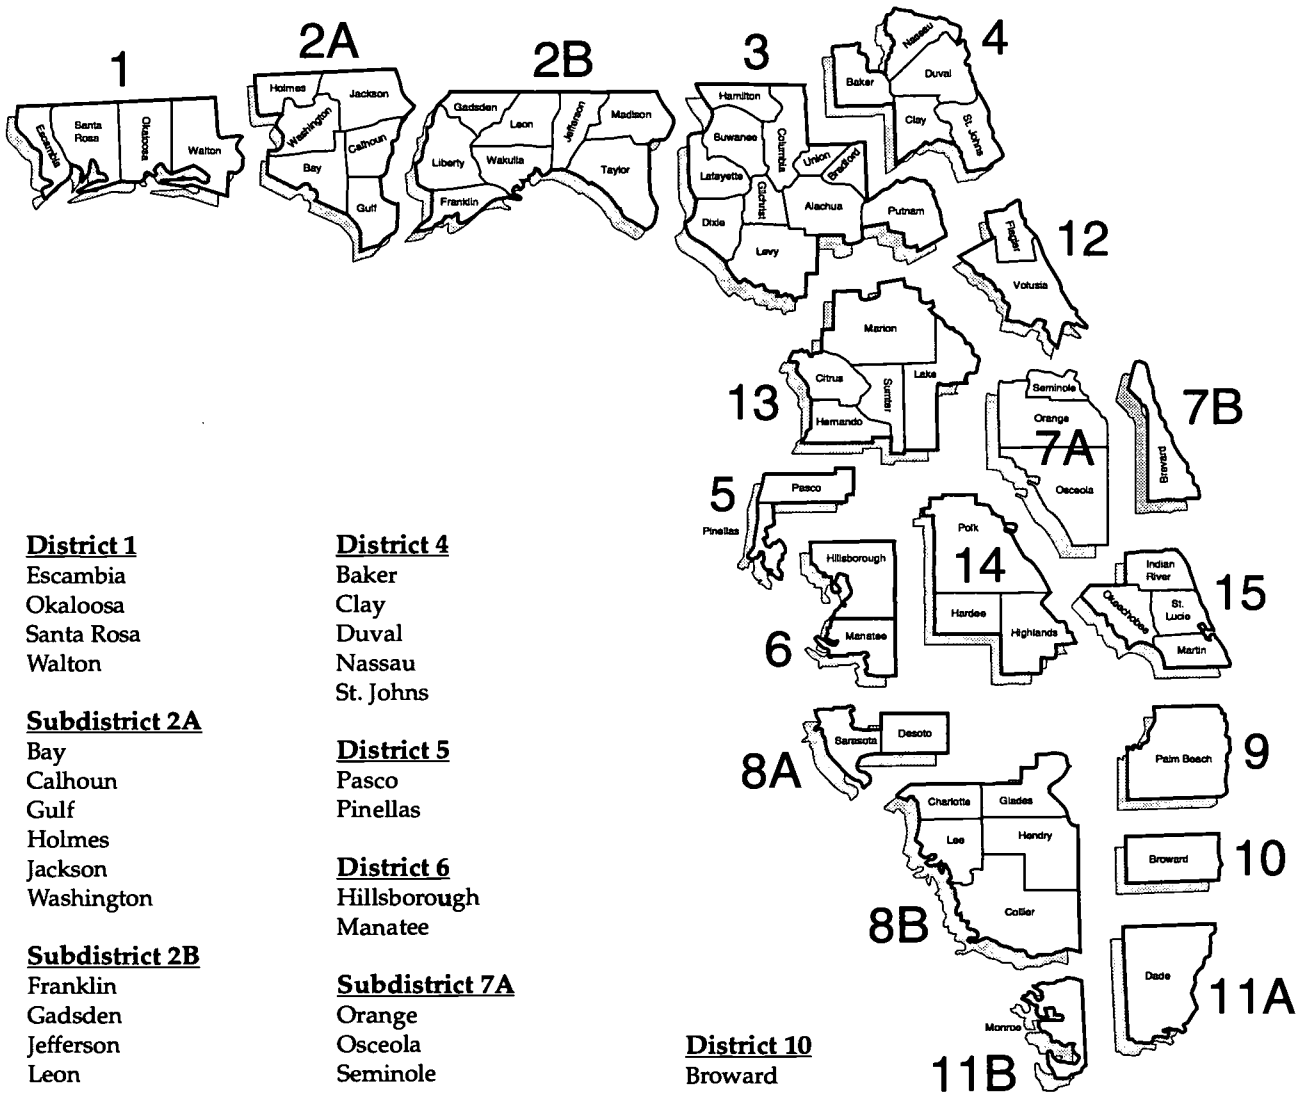 1
Escambia
Santa
Rosa
Okaloosa
Walton
2A
Holmes
Jackson
Washington
Calhoun
Bay
Gulf
2B
Gadsden
Leon
Jefferson
Madison
Liberty
Wakulla
Taylor
Franklin
3
Hamilton
Suwanee
Columbia
Union
Bradford
Lafayette
Gilchrist
Alachua
Putnam
Dixie
Levy
4
Nassau
Baker
Duval
Clay
St. Johns
12
Flagler
Volusia
13
Marion
Citrus
Sumter
Lake
Hernando
7A
Seminole
Orange
Osceola
7B
Brevard
5
Pasco
Pinellas
6
Hillsborough
Manatee
14
Polk
Hardee
Highlands
15
Indian
River
Okeechobee
St.
Lucie
Martin
8A
Sarasota
Desoto
8B
Charlotte
Glades
Lee
Hendry
Collier
9
Palm Beach
10
Broward
11A
Dade
11B
Monroe
District 1
Escambia
Okaloosa
Santa Rosa
Walton
Subdistrict 2A
Bay
Calhoun
Gulf
Holmes
Jackson
Washington
Subdistrict 2B
Franklin
Gadsden
Jefferson
Leon
District 4
Baker
Clay
Duval
Nassau
St. Johns
District 5
Pasco
Pinellas
District 6
Hillsborough
Manatee
Subdistrict 7A
Orange
Osceola
Seminole
District 10
Broward